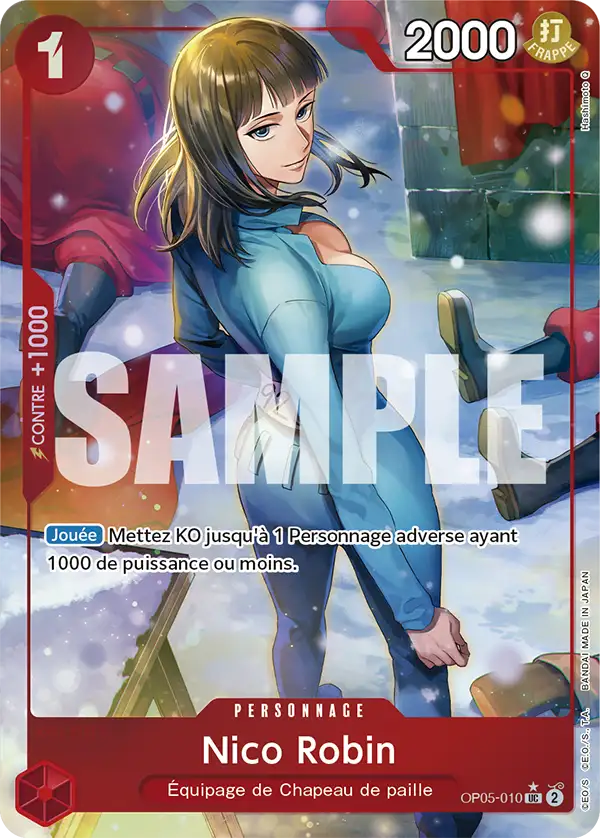 1
2000
打
FRAPPE
Hashimoto Q
CONTRE +1000
SAMPLE
Jouée Mettez KO jusqu'à 1 Personnage adverse ayant
1000 de puissance ou moins.
©E.O./S ©E.O./S., T.A. BANDAI MADE IN JAPAN
PERSONNAGE
Nico Robin
Équipage de Chapeau de paille
OP05-010 UC 2